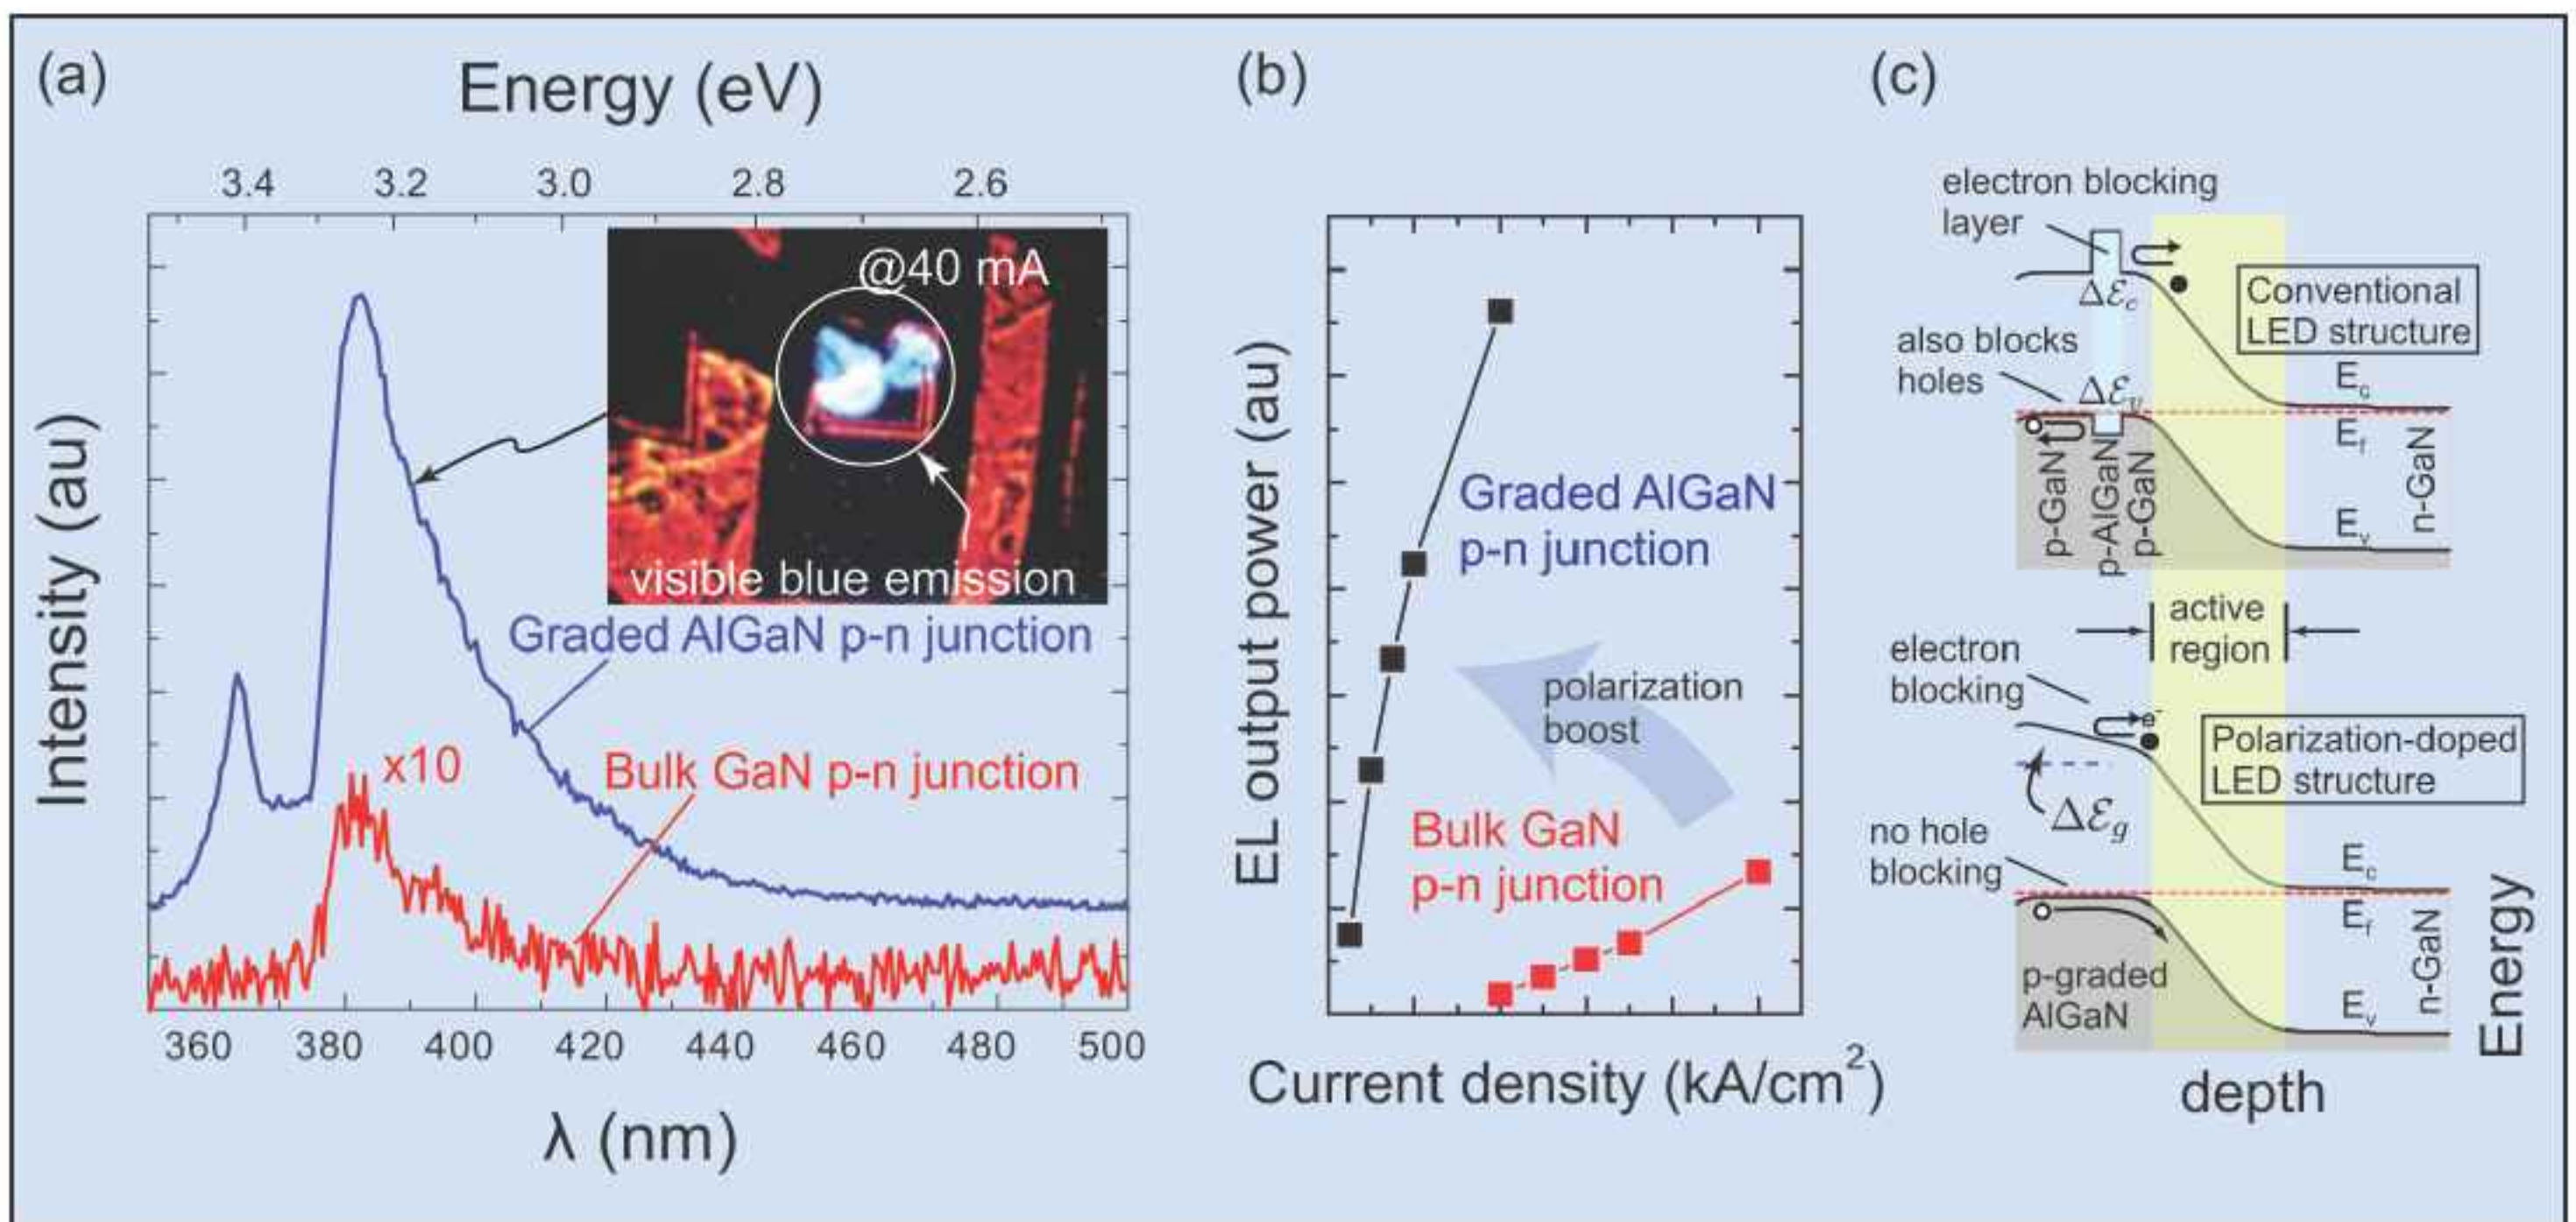 (a)
Energy (eV)
3.4 3.2 3.0 2.8 2.6
@40 mA
visible blue emission
Graded AlGaN p-n junction
x10
Bulk GaN p-n junction
Intensity (au)
360 380 400 420 440 460 480 500
λ (nm)
(b)
EL output power (au)
Graded AlGaN
p-n junction
polarization
boost
Bulk GaN
p-n junction
Current density (kA/cm²)
(c)
electron blocking
layer
Δℰc
Conventional
LED structure
also blocks
holes
Δℰv
Ec
Ef
Ev
p-GaN
p-AlGaN
p-GaN
n-GaN
active
region
electron
blocking
e-
Polarization-doped
LED structure
Δℰg
no hole
blocking
Ec
Ef
Ev
p-graded
AlGaN
n-GaN
Energy
depth